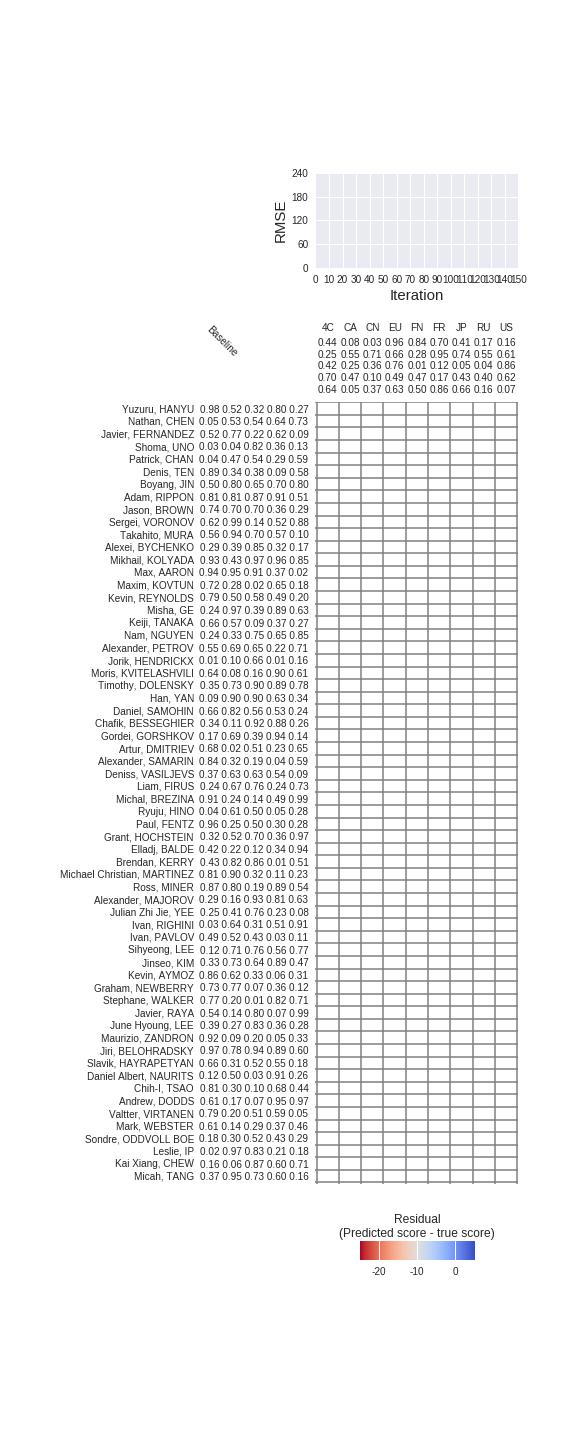 240
180
120
60
0
RMSE
0 10 20 30 40 50 60 70 80 90 100 110 120 130 140 150
Iteration
Baseline
4C CA CN EU FN FR JP RU US
0.44 0.08 0.03 0.96 0.84 0.70 0.41 0.17 0.16
0.25 0.55 0.71 0.66 0.28 0.95 0.74 0.55 0.61
0.42 0.25 0.36 0.76 0.01 0.12 0.05 0.04 0.86
0.70 0.47 0.10 0.49 0.47 0.17 0.43 0.40 0.62
0.64 0.05 0.37 0.63 0.50 0.86 0.66 0.16 0.07
Yuzuru, HANYU 0.98 0.52 0.32 0.80 0.27
Nathan, CHEN 0.05 0.53 0.54 0.64 0.73
Javier, FERNANDEZ 0.52 0.77 0.22 0.62 0.09
Shoma, UNO 0.03 0.04 0.82 0.36 0.13
Patrick, CHAN 0.04 0.47 0.54 0.29 0.59
Denis, TEN 0.89 0.34 0.38 0.09 0.58
Boyang, JIN 0.50 0.80 0.65 0.70 0.80
Adam, RIPPON 0.81 0.81 0.87 0.91 0.51
Jason, BROWN 0.74 0.70 0.70 0.36 0.29
Sergei, VORONOV 0.62 0.99 0.14 0.52 0.88
Takahito, MURA 0.56 0.94 0.70 0.57 0.10
Alexei, BYCHENKO 0.29 0.39 0.85 0.32 0.17
Mikhail, KOLYADA 0.93 0.43 0.97 0.96 0.85
Max, AARON 0.94 0.95 0.91 0.37 0.02
Maxim, KOVTUN 0.72 0.28 0.02 0.65 0.18
Kevin, REYNOLDS 0.79 0.50 0.58 0.49 0.20
Misha, GE 0.24 0.97 0.39 0.89 0.63
Keiji, TANAKA 0.66 0.57 0.09 0.37 0.27
Nam, NGUYEN 0.24 0.33 0.75 0.65 0.85
Alexander, PETROV 0.55 0.69 0.65 0.22 0.71
Jorik, HENDRICKX 0.01 0.10 0.66 0.01 0.16
Moris, KVITELASHVILI 0.64 0.08 0.16 0.90 0.61
Timothy, DOLENSKY 0.35 0.73 0.90 0.89 0.78
Han, YAN 0.09 0.90 0.90 0.63 0.34
Daniel, SAMOHIN 0.66 0.82 0.56 0.53 0.24
Chafik, BESSEGHIER 0.34 0.11 0.92 0.88 0.26
Gordei, GORSHKOV 0.17 0.69 0.39 0.94 0.14
Artur, DMITRIEV 0.68 0.02 0.51 0.23 0.65
Alexander, SAMARIN 0.84 0.32 0.19 0.04 0.59
Deniss, VASILJEVS 0.37 0.63 0.63 0.54 0.09
Liam, FIRUS 0.24 0.67 0.76 0.24 0.73
Michal, BREZINA 0.91 0.24 0.14 0.49 0.99
Ryuju, HINO 0.04 0.61 0.50 0.05 0.28
Paul, FENTZ 0.96 0.25 0.50 0.30 0.28
Grant, HOCHSTEIN 0.32 0.52 0.70 0.36 0.97
Elladj, BALDE 0.42 0.22 0.12 0.34 0.94
Brendan, KERRY 0.43 0.82 0.86 0.01 0.51
Michael Christian, MARTINEZ 0.81 0.90 0.32 0.11 0.23
Ross, MINER 0.87 0.80 0.19 0.89 0.54
Alexander, MAJOROV 0.29 0.16 0.93 0.81 0.63
Julian Zhi Jie, YEE 0.25 0.41 0.76 0.23 0.08
Ivan, RIGHINI 0.03 0.64 0.31 0.51 0.91
Ivan, PAVLOV 0.49 0.52 0.43 0.03 0.11
Sihyeong, LEE 0.12 0.71 0.76 0.56 0.77
Jinseo, KIM 0.33 0.73 0.64 0.89 0.47
Kevin, AYMOZ 0.86 0.62 0.33 0.06 0.31
Graham, NEWBERRY 0.73 0.77 0.07 0.36 0.12
Stephane, WALKER 0.77 0.20 0.01 0.82 0.71
Javier, RAYA 0.54 0.14 0.80 0.07 0.99
June Hyoung, LEE 0.39 0.27 0.83 0.36 0.28
Maurizio, ZANDRON 0.92 0.09 0.20 0.05 0.33
Jiri, BELOHRADSKY 0.97 0.78 0.94 0.89 0.60
Slavik, HAYRAPETYAN 0.66 0.31 0.52 0.55 0.18
Daniel Albert, NAURITS 0.12 0.50 0.03 0.91 0.26
Chih-I, TSAO 0.81 0.30 0.10 0.68 0.44
Andrew, DODDS 0.61 0.17 0.07 0.95 0.97
Valtter, VIRTANEN 0.79 0.20 0.51 0.59 0.05
Mark, WEBSTER 0.61 0.14 0.29 0.37 0.46
Sondre, ODDVOLL BOE 0.18 0.30 0.52 0.43 0.29
Leslie, IP 0.02 0.97 0.83 0.21 0.18
Kai Xiang, CHEW 0.16 0.06 0.87 0.60 0.71
Micah, TANG 0.37 0.95 0.73 0.60 0.16
Residual
(Predicted score - true score)
-20 -10 0